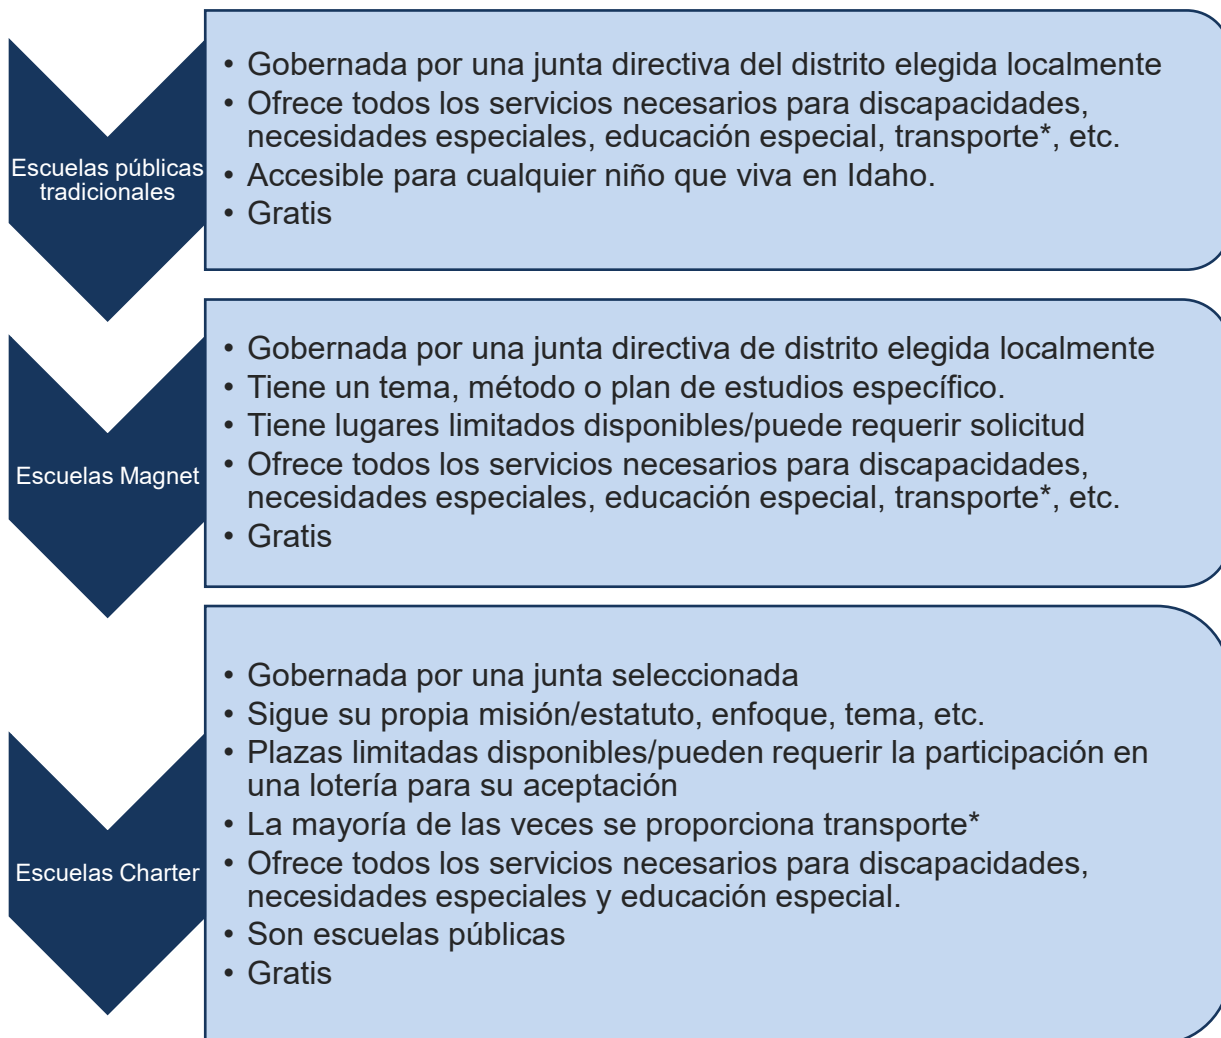 Escuelas públicas
tradicionales
• Gobernada por una junta directiva del distrito elegida localmente
• Ofrece todos los servicios necesarios para discapacidades,
necesidades especiales, educación especial, transporte*, etc.
• Accesible para cualquier niño que viva en Idaho.
• Gratis
Escuelas Magnet
• Gobernada por una junta directiva de distrito elegida localmente
• Tiene un tema, método o plan de estudios específico.
• Tiene lugares limitados disponibles/puede requerir solicitud
• Ofrece todos los servicios necesarios para discapacidades,
necesidades especiales, educación especial, transporte*, etc.
• Gratis
Escuelas Charter
• Gobernada por una junta seleccionada
• Sigue su propia misión/estatuto, enfoque, tema, etc.
• Plazas limitadas disponibles/pueden requerir la participación en
una lotería para su aceptación
• La mayoría de las veces se proporciona transporte*
• Ofrece todos los servicios necesarios para discapacidades,
necesidades especiales y educación especial.
• Son escuelas públicas
• Gratis